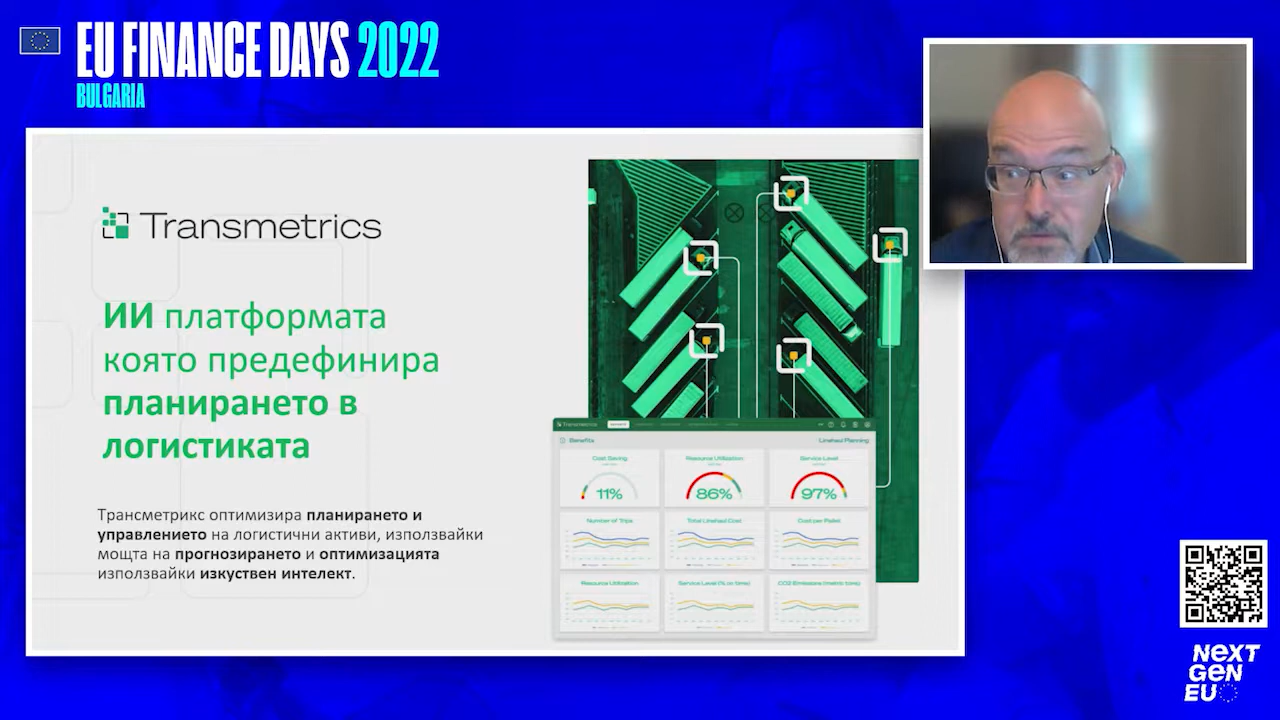 EU FINANCE DAYS 2022
BULGARIA
Transmetrics
ИИ платформата
която предефинира
планирането в
логистиката
Трансметрикс оптимизира планирането и
управлението на логистични активи, използвайки
мощта на прогнозирането и оптимизацията
използвайки изкуствен интелект.
Transmetrics
Benefits
Linehaul Planning
Cost Saving
Resource Utilization
Service Level
11%
86%
97%
Number of Trips
Total Linehaul Cost
Cost per Pallet
Resource Utilization
Service Level (% on time)
CO2 Emissions (metric tons)
NEXT
GEN
EU